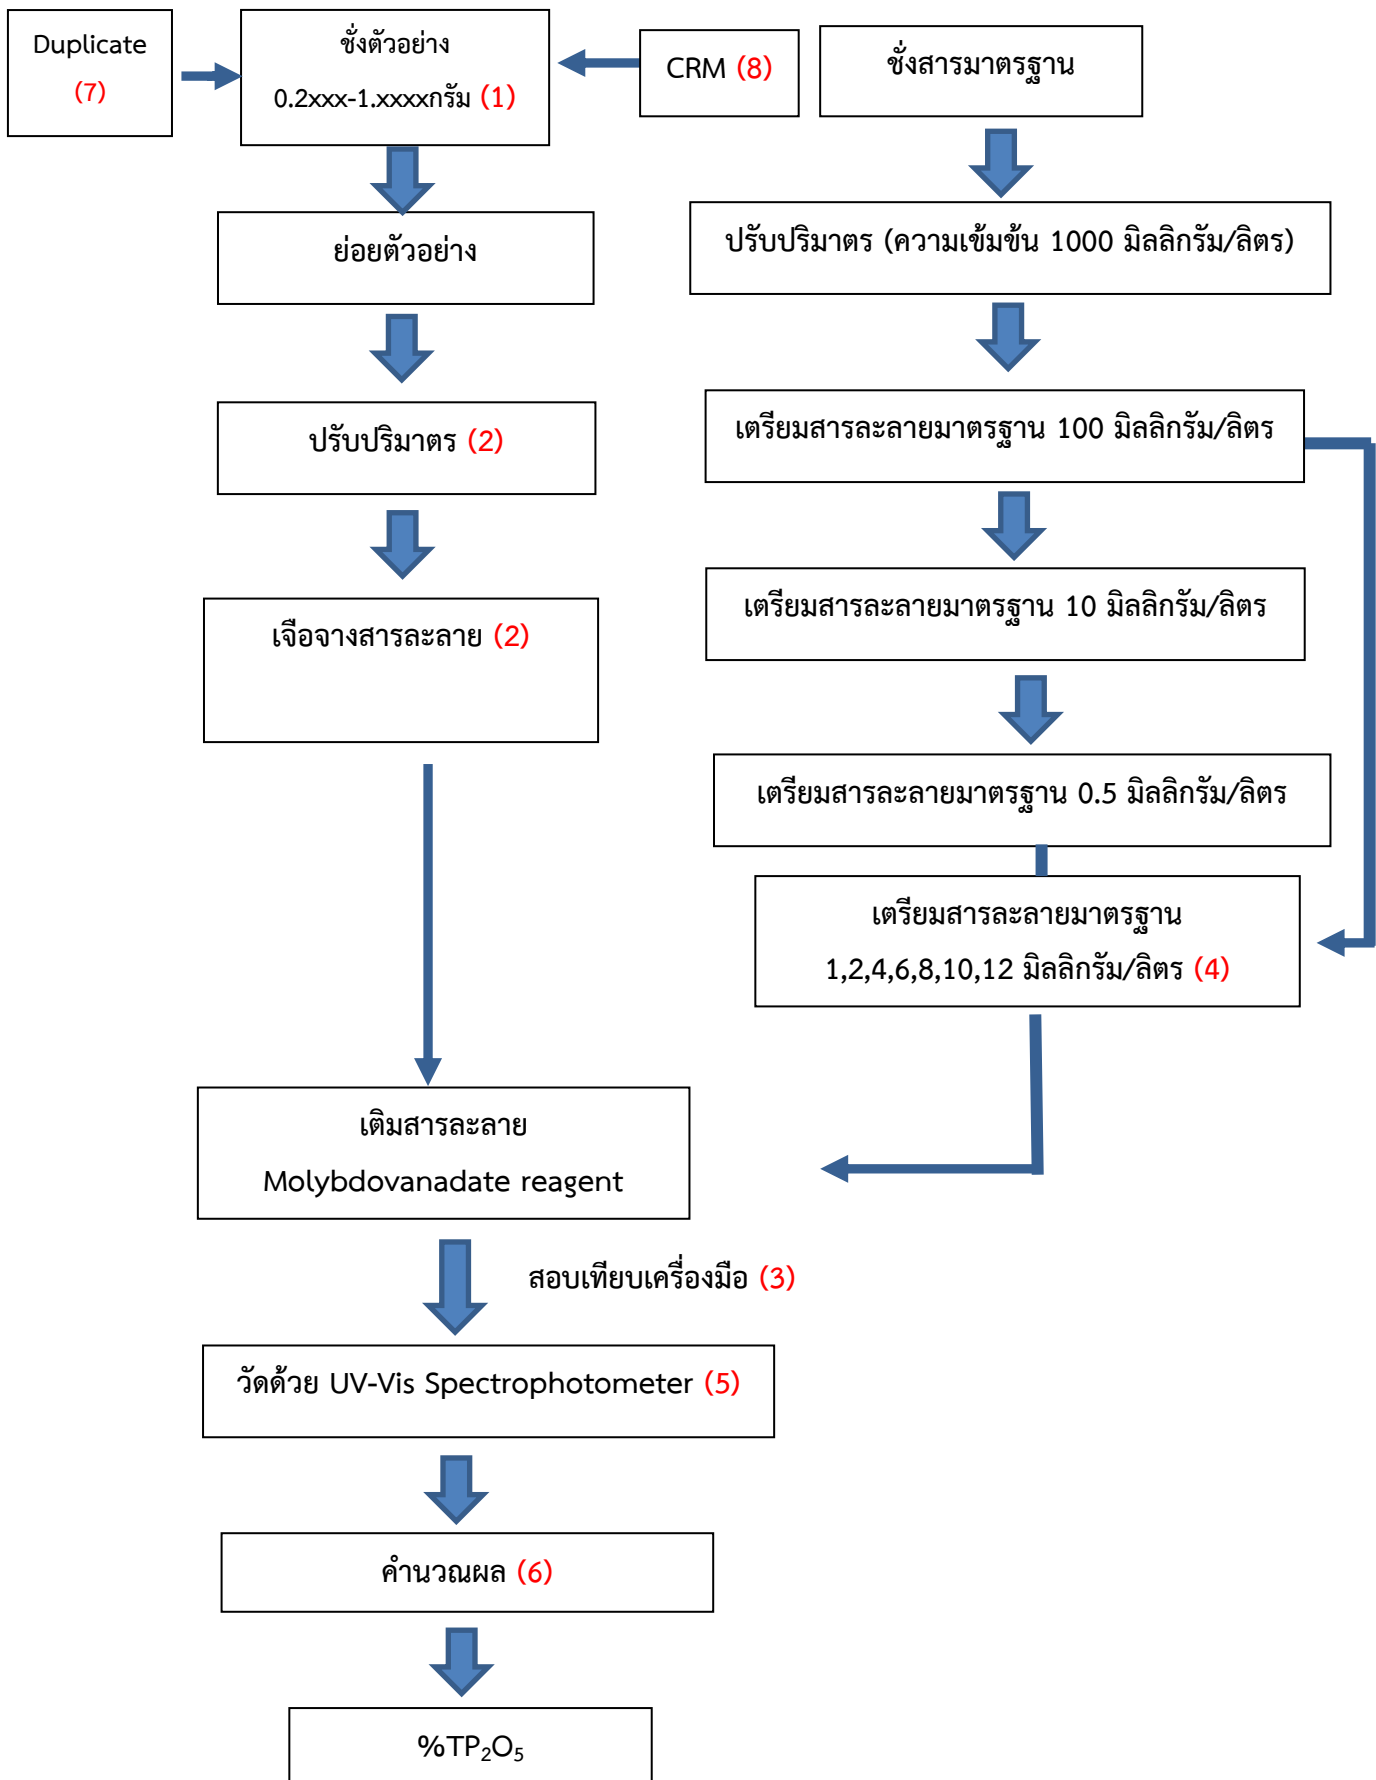 Duplicate
(7)
ชั่งตัวอย่าง
0.2xxx-1.xxxxกรัม (1)
CRM (8)
ชั่งสารมาตรฐาน
ย่อยตัวอย่าง
ปรับปริมาตร (ความเข้มข้น 1000 มิลลิกรัม/ลิตร)
ปรับปริมาตร (2)
เตรียมสารละลายมาตรฐาน 100 มิลลิกรัม/ลิตร
เจือจางสารละลาย (2)
เตรียมสารละลายมาตรฐาน 10 มิลลิกรัม/ลิตร
เตรียมสารละลายมาตรฐาน 0.5 มิลลิกรัม/ลิตร
เตรียมสารละลายมาตรฐาน
1,2,4,6,8,10,12 มิลลิกรัม/ลิตร (4)
เติมสารละลาย
Molybdovanadate reagent
สอบเทียบเครื่องมือ (3)
วัดด้วย UV-Vis Spectrophotometer (5)
คำนวณผล (6)
%TP₂O₅